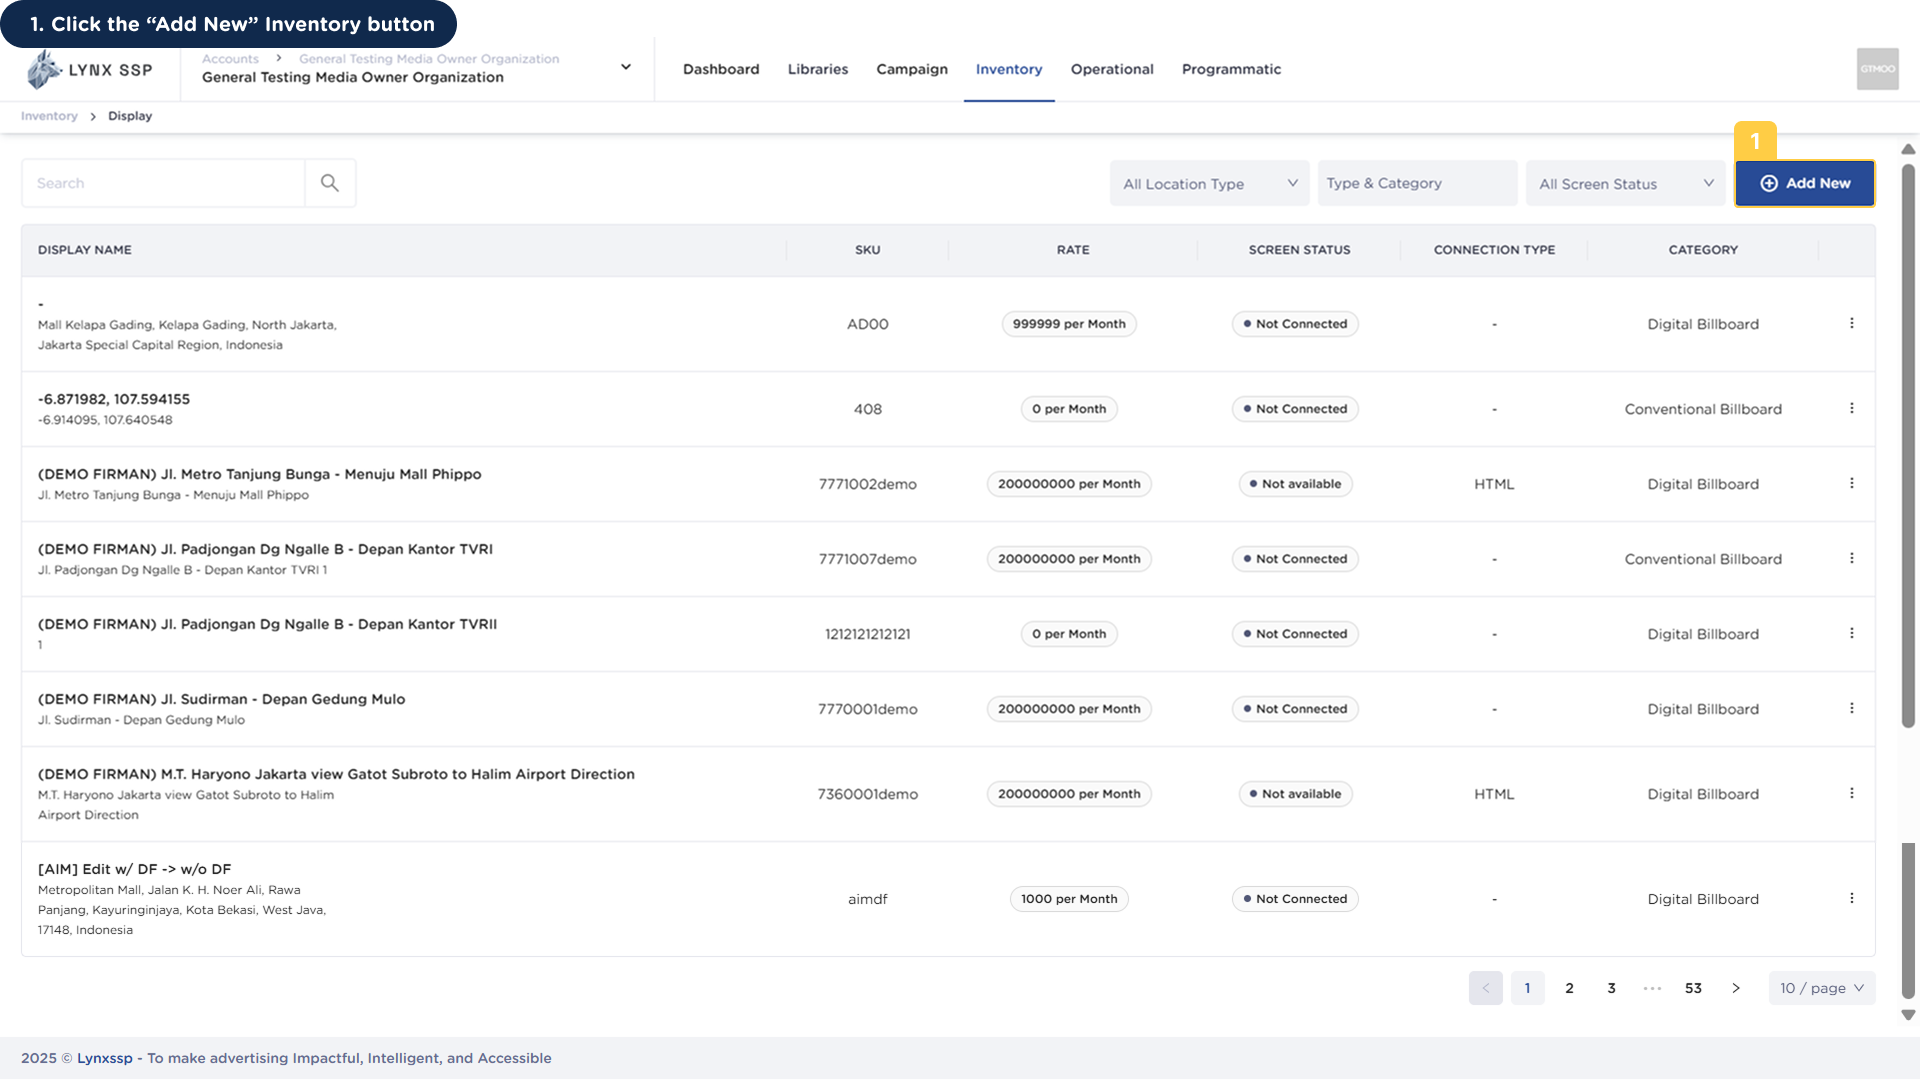 1. Click the “Add New” Inventory button
LYNX SSP
Accounts > General Testing Media Owner Organization
General Testing Media Owner Organization
Dashboard Libraries Campaign Inventory Operational Programmatic
GTMOO
Inventory > Display
1
Search
All Location Type
Type & Category
All Screen Status
Add New
DISPLAY NAME SKU RATE SCREEN STATUS CONNECTION TYPE CATEGORY
-
Mall Kelapa Gading, Kelapa Gading, North Jakarta,
Jakarta Special Capital Region, Indonesia
AD00 999999 per Month Not Connected - Digital Billboard
-6.871982, 107.594155
-6.914095, 107.640548
408 0 per Month Not Connected - Conventional Billboard
(DEMO FIRMAN) Jl. Metro Tanjung Bunga - Menuju Mall Phippo
Jl. Metro Tanjung Bunga - Menuju Mall Phippo
7771002demo 200000000 per Month Not available HTML Digital Billboard
(DEMO FIRMAN) Jl. Padjongan Dg Ngalle B - Depan Kantor TVRI
Jl. Padjongan Dg Ngalle B - Depan Kantor TVRI 1
7771007demo 200000000 per Month Not Connected - Conventional Billboard
(DEMO FIRMAN) Jl. Padjongan Dg Ngalle B - Depan Kantor TVRII
1
1212121212121 0 per Month Not Connected - Digital Billboard
(DEMO FIRMAN) Jl. Sudirman - Depan Gedung Mulo
Jl. Sudirman - Depan Gedung Mulo
7770001demo 200000000 per Month Not Connected - Digital Billboard
(DEMO FIRMAN) M.T. Haryono Jakarta view Gatot Subroto to Halim Airport Direction
M.T. Haryono Jakarta view Gatot Subroto to Halim
Airport Direction
7360001demo 200000000 per Month Not available HTML Digital Billboard
[AIM] Edit w/ DF -> w/o DF
Metropolitan Mall, Jalan K. H. Noer Ali, Rawa
Panjang, Kayuringinjaya, Kota Bekasi, West Java,
17148, Indonesia
aimdf 1000 per Month Not Connected - Digital Billboard
< 1 2 3 ••• 53 > 10 / page
2025 © Lynxssp - To make advertising Impactful, Intelligent, and Accessible